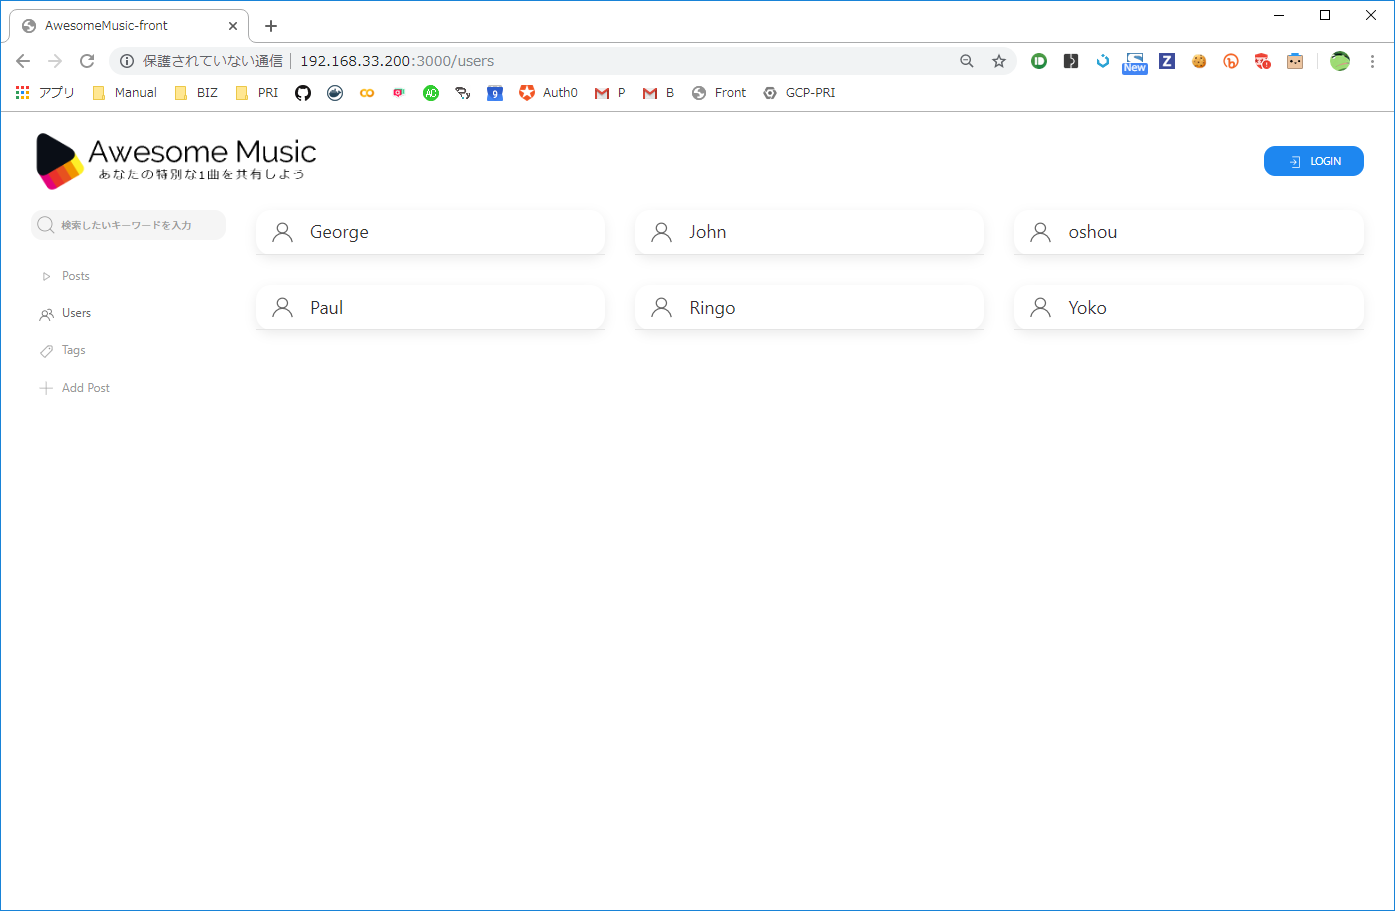 AwesomeMusic-front
保護されていない通信 192.168.33.200:3000/users
New
Z
アプリ Manual BIZ PRI CO AC 9 Auth0 P B Front GCP-PRI
Awesome Music
あなたの特別な1曲を共有しよう
LOGIN
検索したいキーワードを入力
George John oshou
Paul Ringo Yoko
Posts
Users
Tags
Add Post